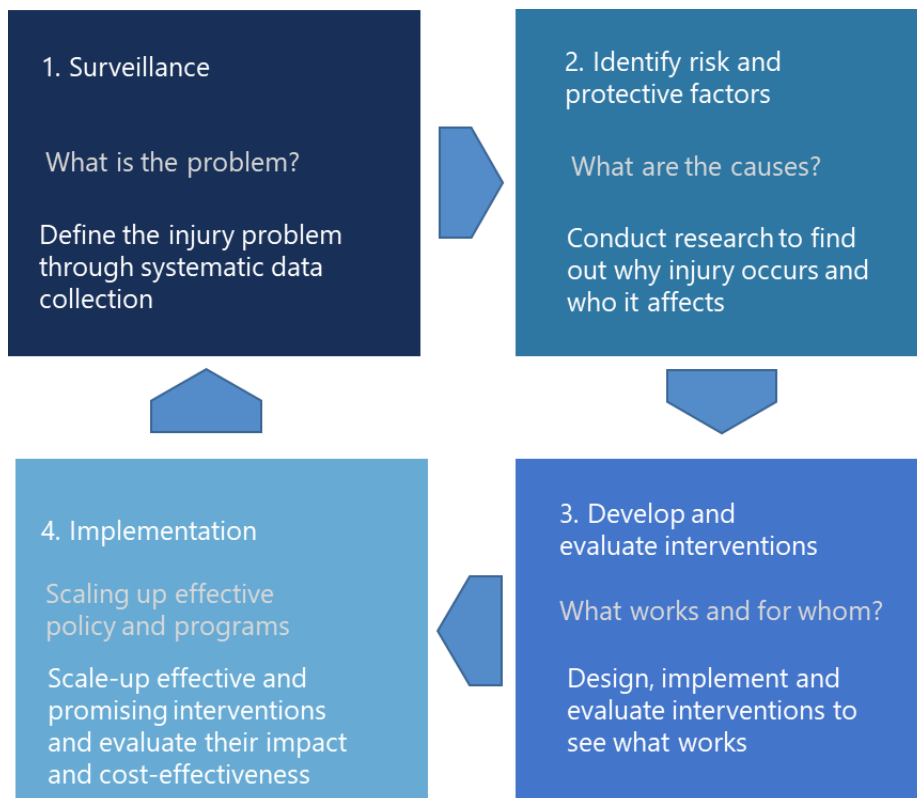 1. Surveillance
What is the problem?
Define the injury problem
through systematic data
collection
2. Identify risk and
protective factors
What are the causes?
Conduct research to find
out why injury occurs and
who it affects
3. Develop and
evaluate interventions
What works and for whom?
Design, implement and
evaluate interventions to
see what works
4. Implementation
Scaling up effective
policy and programs
Scale-up effective and
promising interventions
and evaluate their impact
and cost-effectiveness